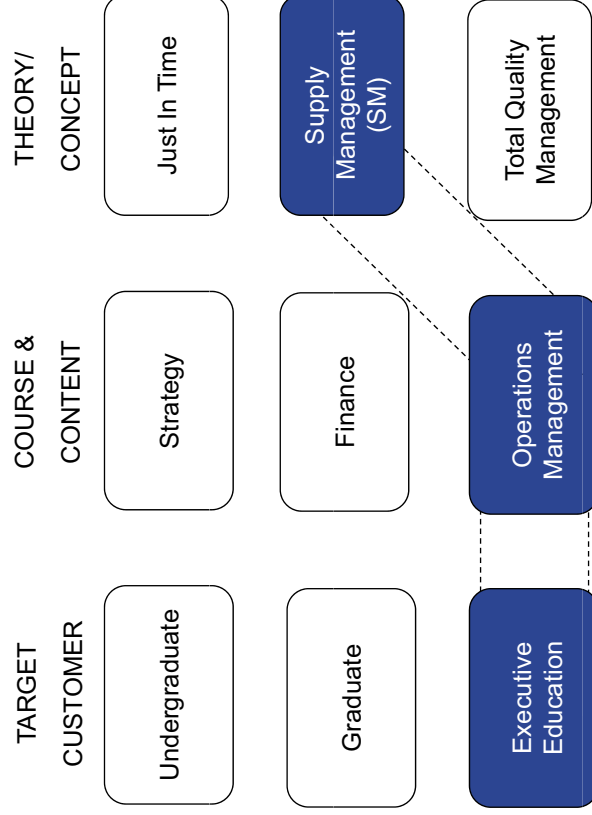 TARGET
CUSTOMER
Undergraduate
Graduate
Executive
Education
COURSE &
CONTENT
Strategy
Finance
Operations
Management
THEORY/
CONCEPT
Just In Time
Supply
Management
(SM)
Total Quality
Management